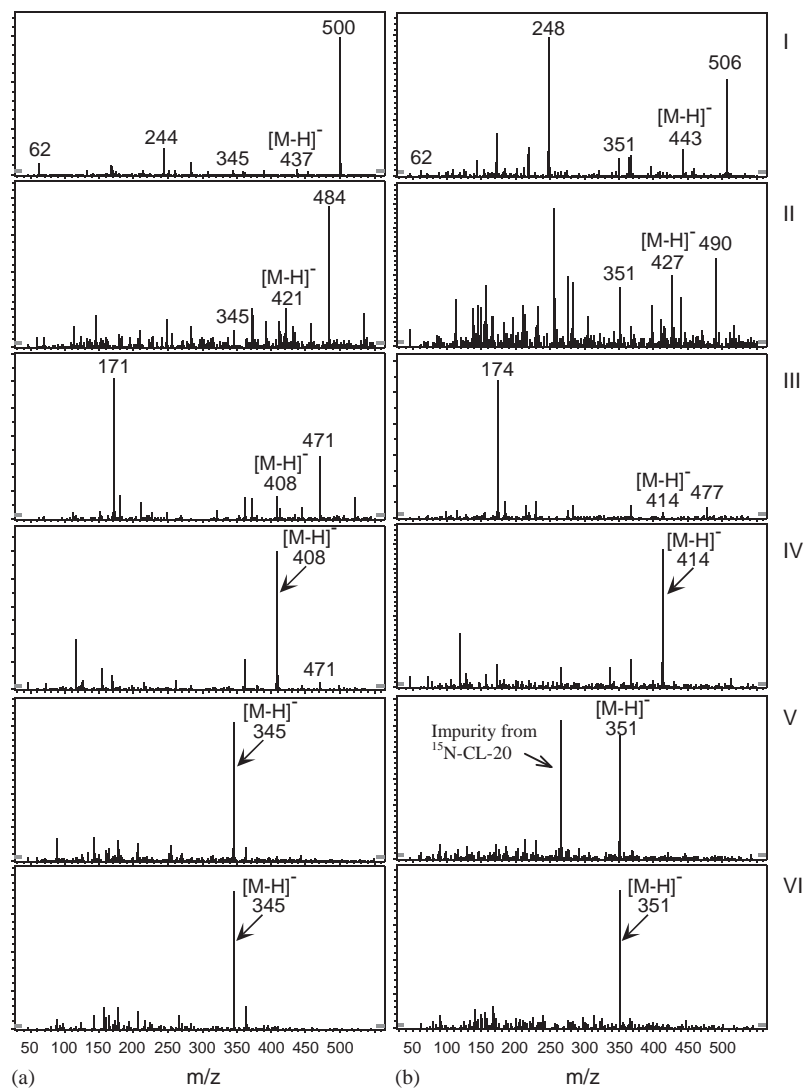 500
244
[M-H]-
62
345
437
I
248
506
[M-H]-
351
443
62
484
[M-H]-
421
345
II
[M-H]-
490
351
427
171
471
[M-H]-
408
III
174
[M-H]-
477
414
[M-H]-
408
471
IV
[M-H]-
414
[M-H]-
345
V
[M-H]-
Impurity from
351
15N-CL-20
[M-H]-
345
VI
[M-H]-
351
50 100 150 200 250 300 350 400 450 500
50 100 150 200 250 300 350 400 450 500
(a) m/z
(b) m/z